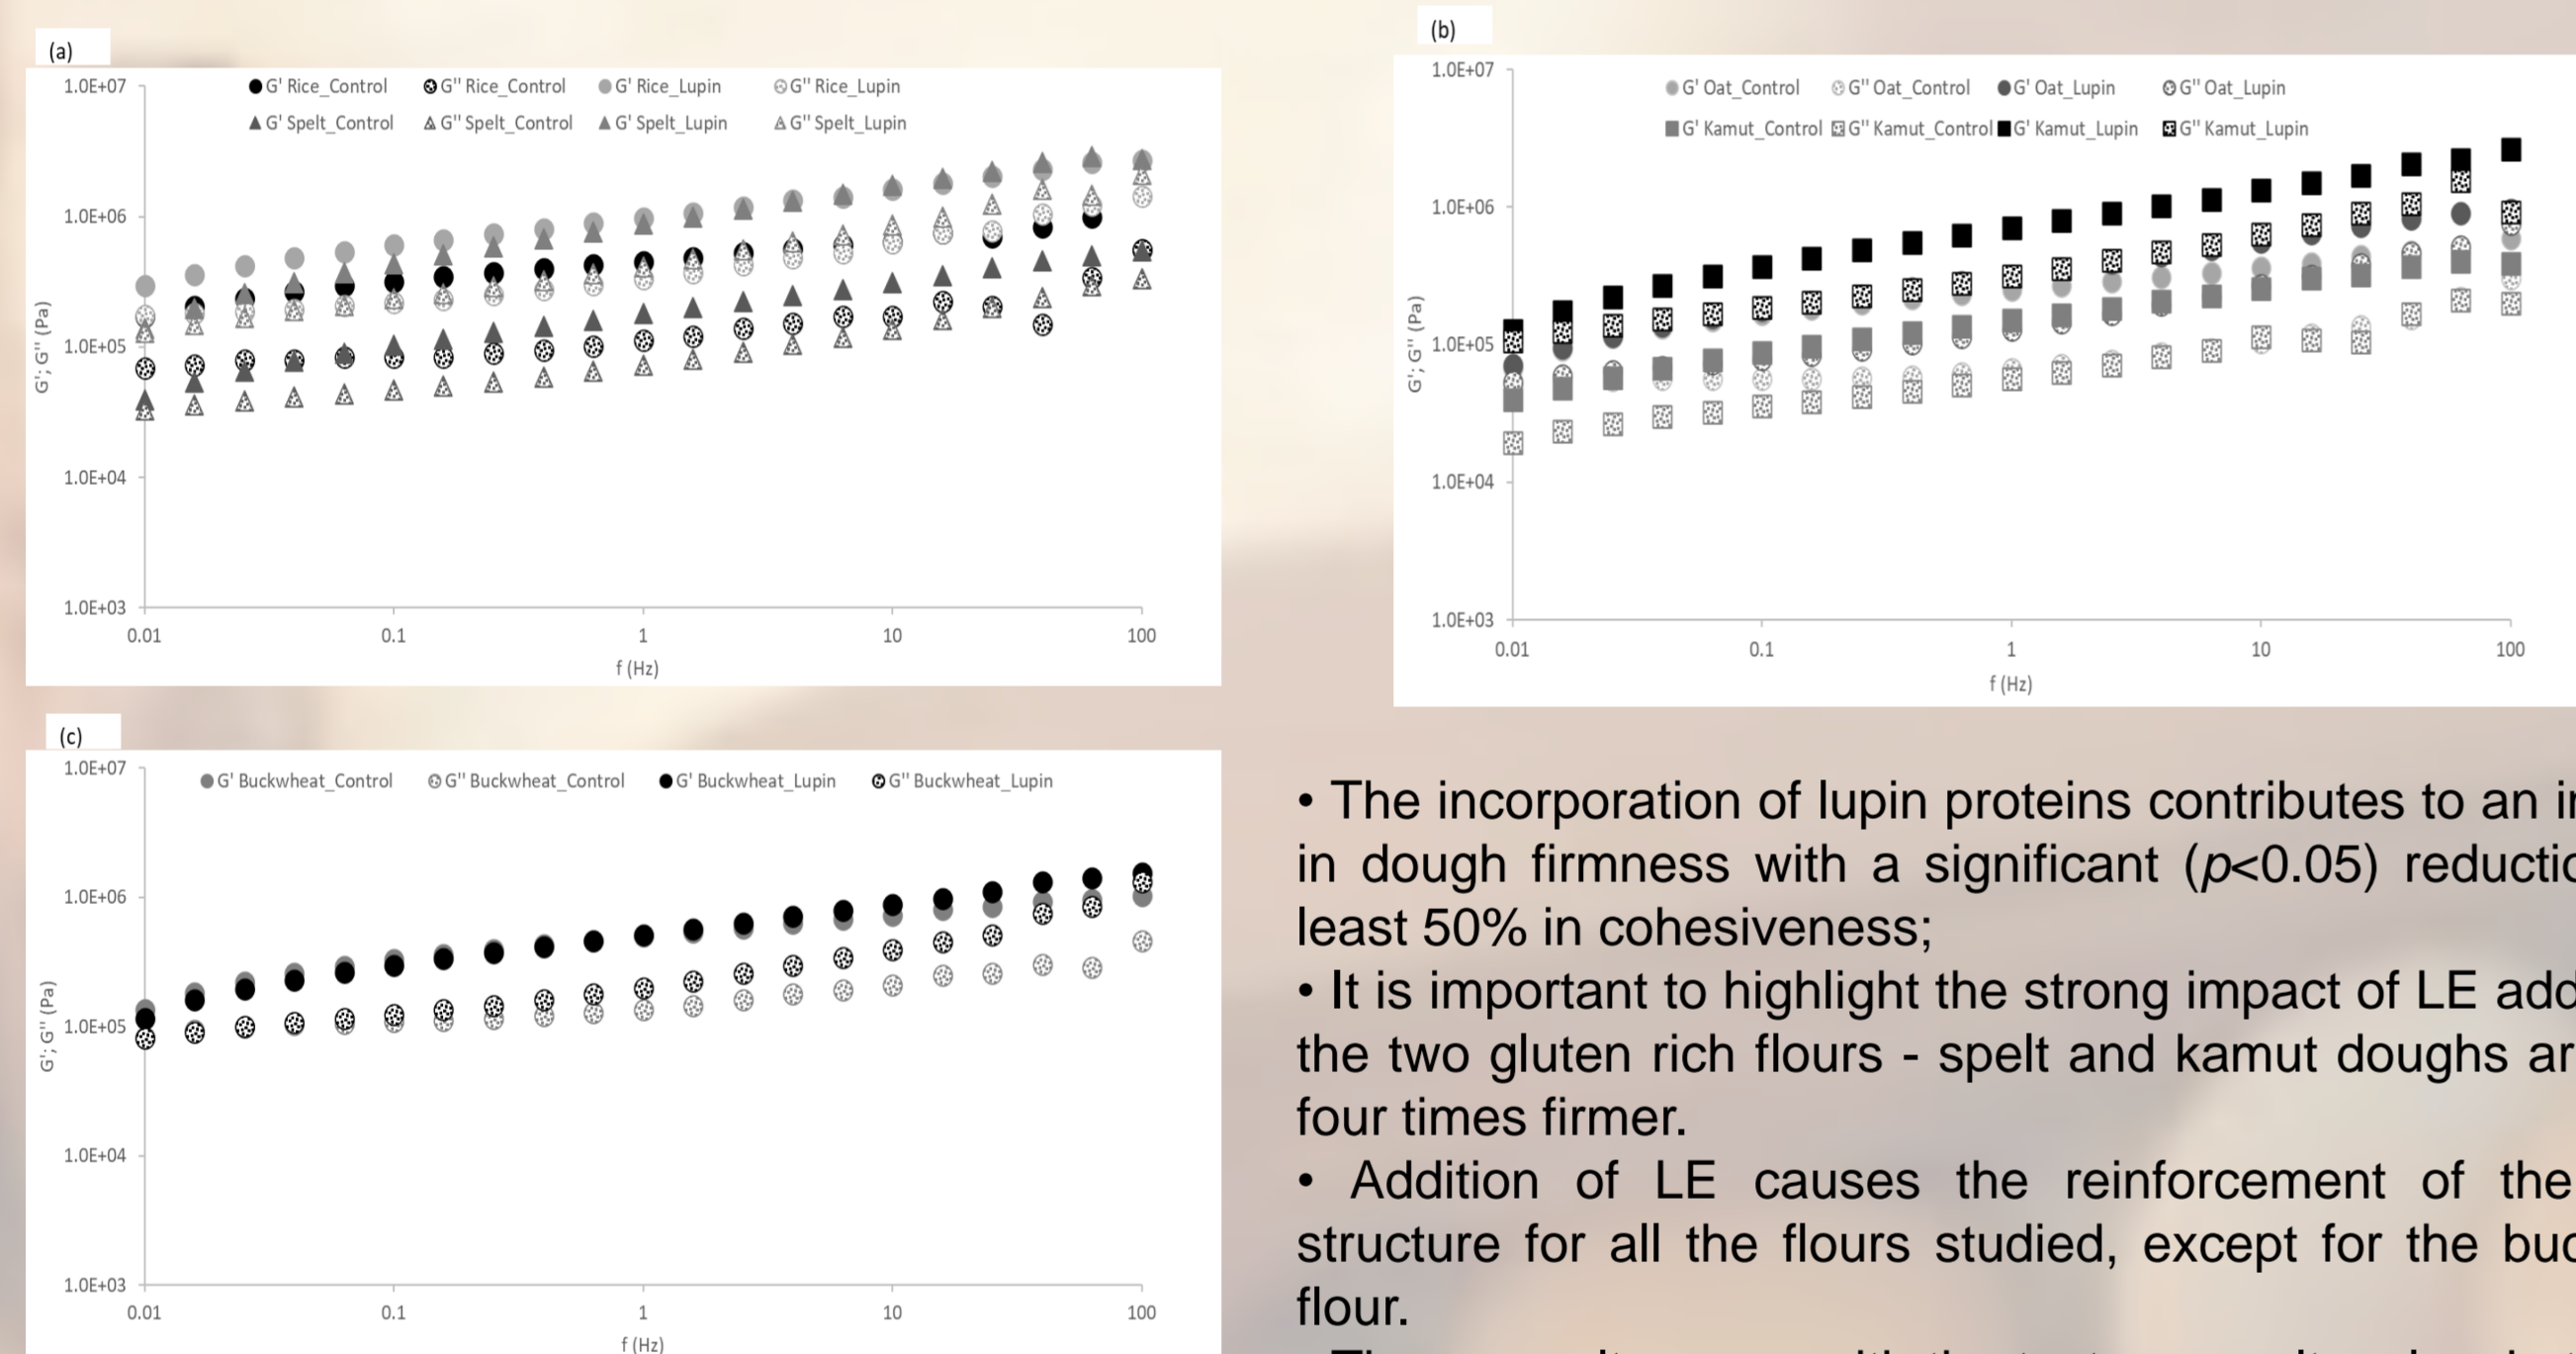 (a)
1.0E+07
G' Rice_Control G'' Rice_Control G' Rice_Lupin G'' Rice_Lupin
G' Spelt_Control G'' Spelt_Control G' Spelt_Lupin G'' Spelt_Lupin
1.0E+06
1.0E+05
1.0E+04
1.0E+03
G'; G'' (Pa)
0.01 0.1 1 10 100
f (Hz)
(b)
1.0E+07
G' Oat_Control G'' Oat_Control G' Oat_Lupin G'' Oat_Lupin
G' Kamut_Control G'' Kamut_Control G' Kamut_Lupin G'' Kamut_Lupin
1.0E+06
1.0E+05
1.0E+04
1.0E+03
G'; G'' (Pa)
0.01 0.1 1 10 100
f (Hz)
(c)
1.0E+07
G' Buckwheat_Control G'' Buckwheat_Control G' Buckwheat_Lupin G'' Buckwheat_Lupin
1.0E+06
1.0E+05
1.0E+04
1.0E+03
G'; G'' (Pa)
0.01 0.1 1 10 100
f (Hz)
• The incorporation of lupin proteins contributes to an
in dough firmness with a significant (p<0.05)
least 50% in cohesiveness;
• It is important to highlight the strong impact of LE
the two gluten rich flours - spelt and kamut doughs
four times firmer.
• Addition of LE causes the reinforcement of the
structure for all the flours studied, except for the
flour.